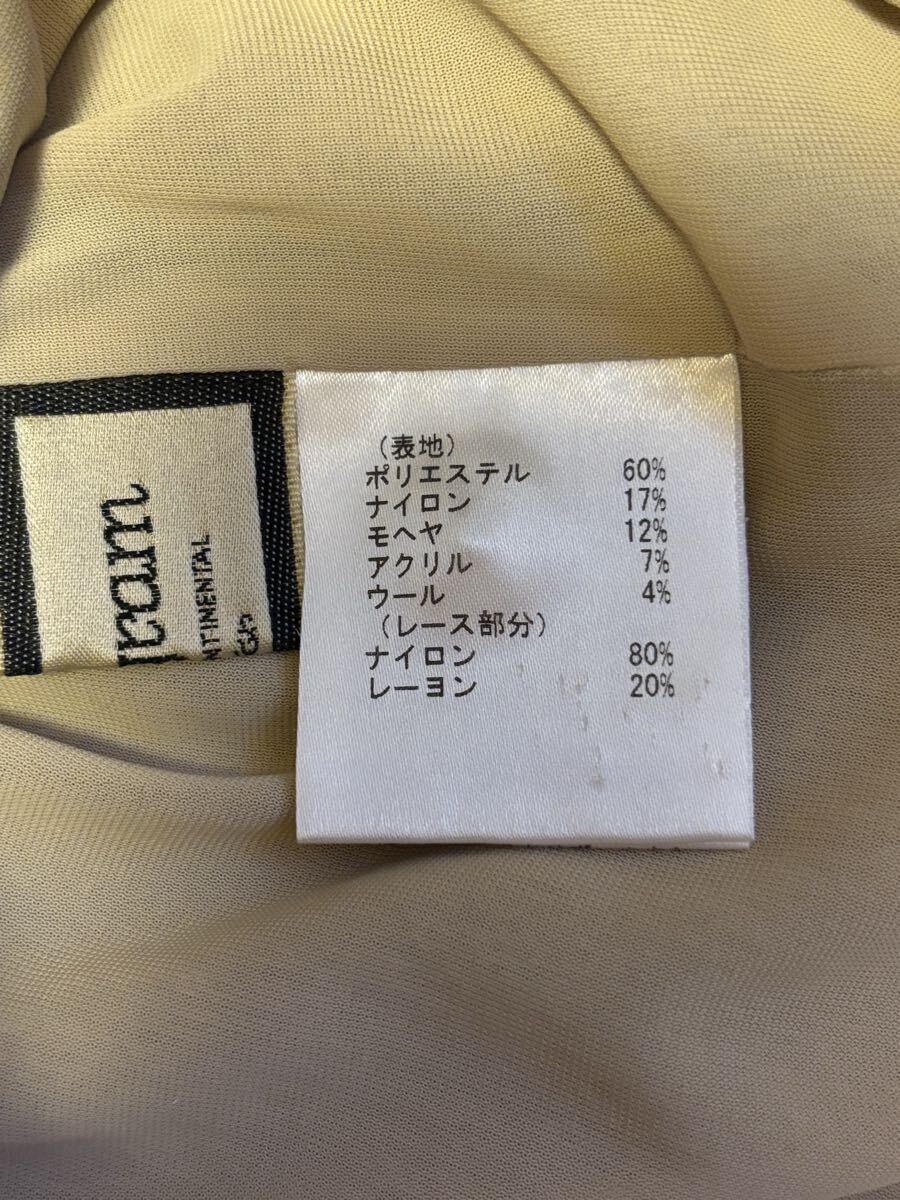 （表地）
ポリエステル 60%
ナイロン 17%
モヘヤ 12%
アクリル 7%
ウール 4%
（レース部分）
ナイロン 80%
レーヨン 20%